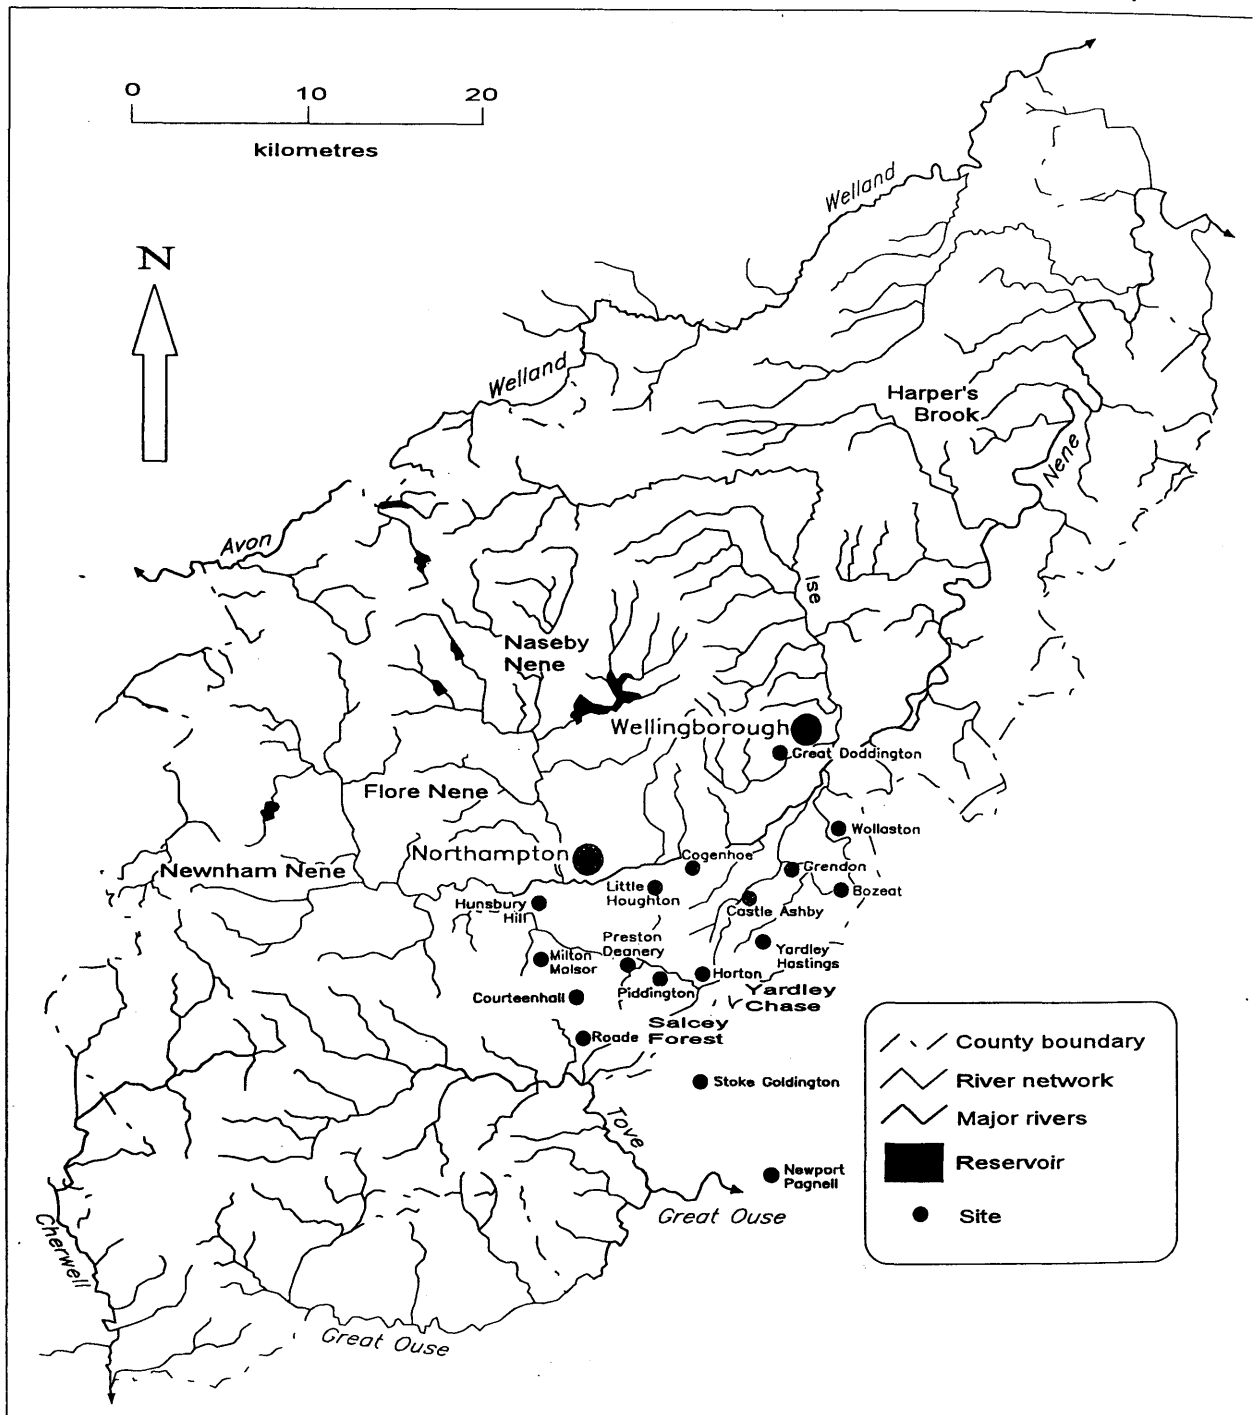 0 10 20
kilometres
N
Welland
Welland
Harper's
Brook
Nene
Avon
Ise
Naseby
Nene
Wellingborough
Great Doddington
Flore Nene
Wollaston
Northampton
Cogenhoe
Grendon
Newnham Nene
Little
Houghton
Bozeat
Hunsbury
Hill
Castle Ashby
Preston
Deanery
Yardley
Hastings
Milton
Malsor
Horton
Piddington
Courteenhall
Yardley
Chase
Salcey
Forest
Roade
Stoke Goldington
Tove
Newport
Pagnell
Great Ouse
Cherwell
Great Ouse
County boundary
River network
Major rivers
Reservoir
Site